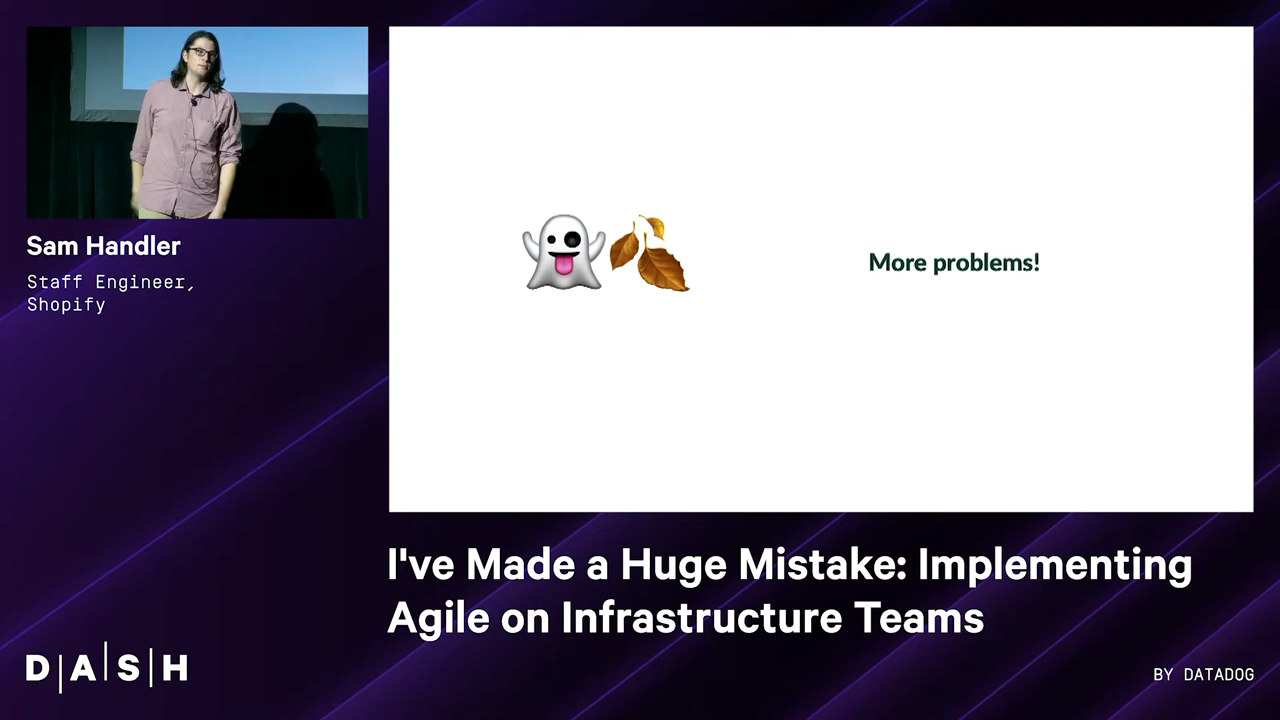 Sam Handler
Staff Engineer,
Shopify
More problems!
I've Made a Huge Mistake: Implementing
Agile on Infrastructure Teams
D|A|S|H
BY DATADOG